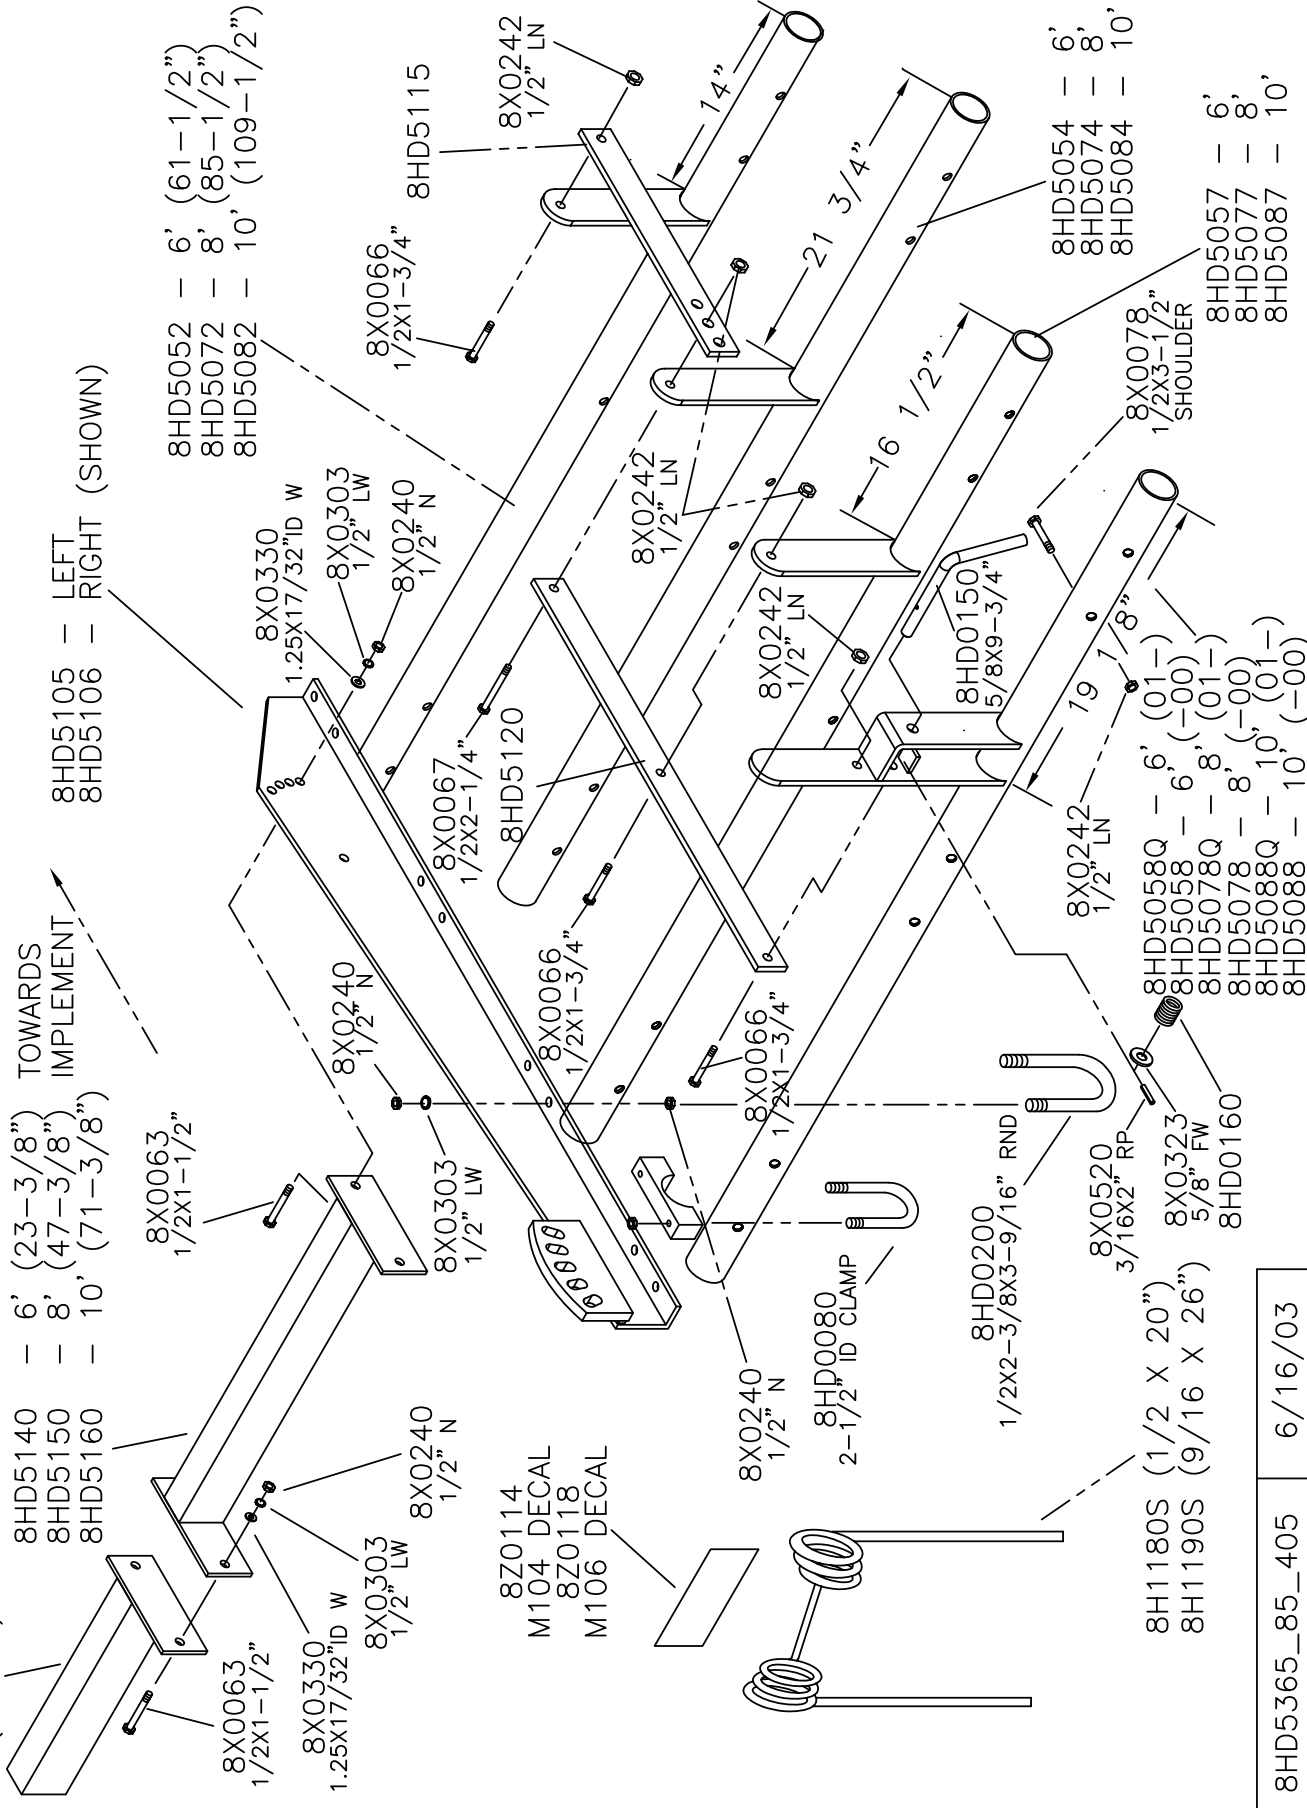 8HD5140 - 6' (23-3/8")
8HD5150 - 8' (47-3/8")
8HD5160 - 10' (71-3/8")
TOWARDS
IMPLEMENT
8HD5105 - LEFT
8HD5106 - RIGHT (SHOWN)
8HD5052 - 6' (61-1/2")
8HD5072 - 8' (85-1/2")
8HD5082 - 10' (109-1/2")
8X0063
1/2X1-1/2"
8X0330
1.25X17/32"ID W
8X0303
1/2" LW
8X0240
1/2" N
8X0066
1/2X1-3/4"
8HD5115
8X0242
1/2" LN
14"
8X0063
1/2X1-1/2"
8X0330
1.25X17/32"ID W
8X0303
1/2" LW
8X0240
1/2" N
8X0240
1/2" N
8X0303
1/2" LW
8X0067
1/2X2-1/4"
8HD5120
8X0242
1/2" LN
21 3/4"
8X0066
1/2X1-3/4"
8X0066
1/2X1-3/4"
8X0242
1/2" LN
16 1/2"
8HD5054 - 6'
8HD5074 - 8'
8HD5084 - 10'
8HD5057 - 6'
8HD5077 - 8'
8HD5087 - 10'
8X0078
1/2X3-1/2"
SHOULDER
8HD0150
5/8X9-3/4"
19 1/8"
8X0242
1/2" LN
8HD5058Q - 6' (01-)
8HD5058 - 6' (-00)
8HD5078Q - 8' (01-)
8HD5078 - 8' (-00)
8HD5088Q - 10' (01-)
8HD5088 - 10' (-00)
8Z0114
M104 DECAL
8Z0118
M106 DECAL
8X0240
1/2" N
8HD0080
2-1/2" ID CLAMP
8HD0200
1/2X2-3/8X3-9/16" RND
8X0520
3/16X2" RP
8X0323
5/8" FW
8HD0160
8H1180S (1/2 X 20")
8H1190S (9/16 X 26")
8HD5365_85_405
6/16/03